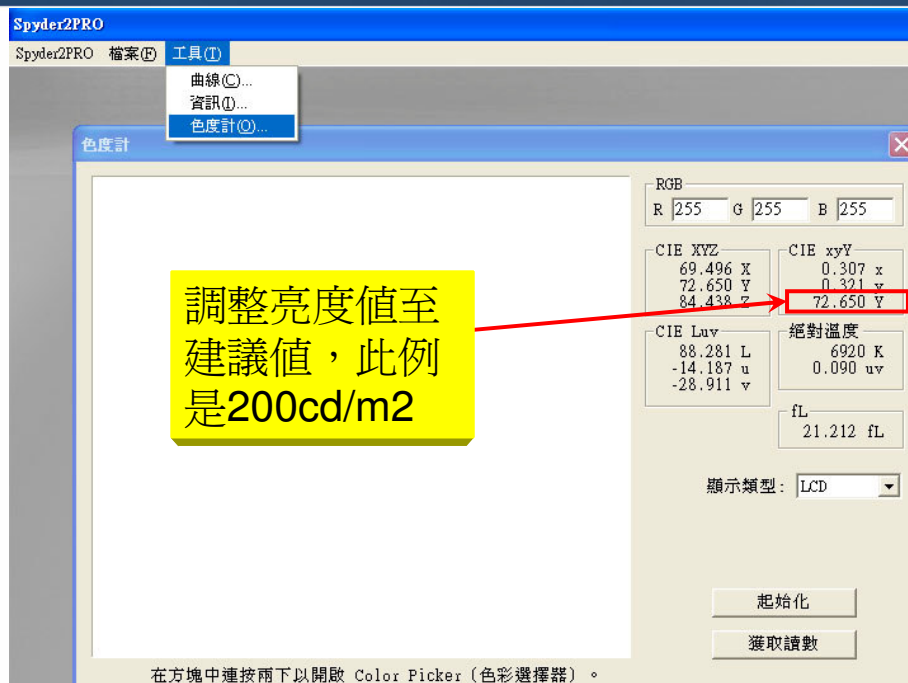 Spyder2PRO
Spyder2PRO 檔案(F) 工具(T)
曲線(C)...
資訊(I)...
色度計(O)...
色度計
RGB
R 255 G 255 B 255
CIE XYZ
69.496 X
72.650 Y
84.438 Z
CIE xyY
0.307 x
0.321 y
72.650 Y
調整亮度值至
建議值，此例
是200cd/m2
CIE Luv
88.281 L
-14.187 u
-28.911 v
絕對溫度
6920 K
0.090 uv
fL
21.212 fL
顯示類型: LCD
起始化
獲取讀數
在方塊中連按兩下以開啟 Color Picker (色彩選擇器) 。